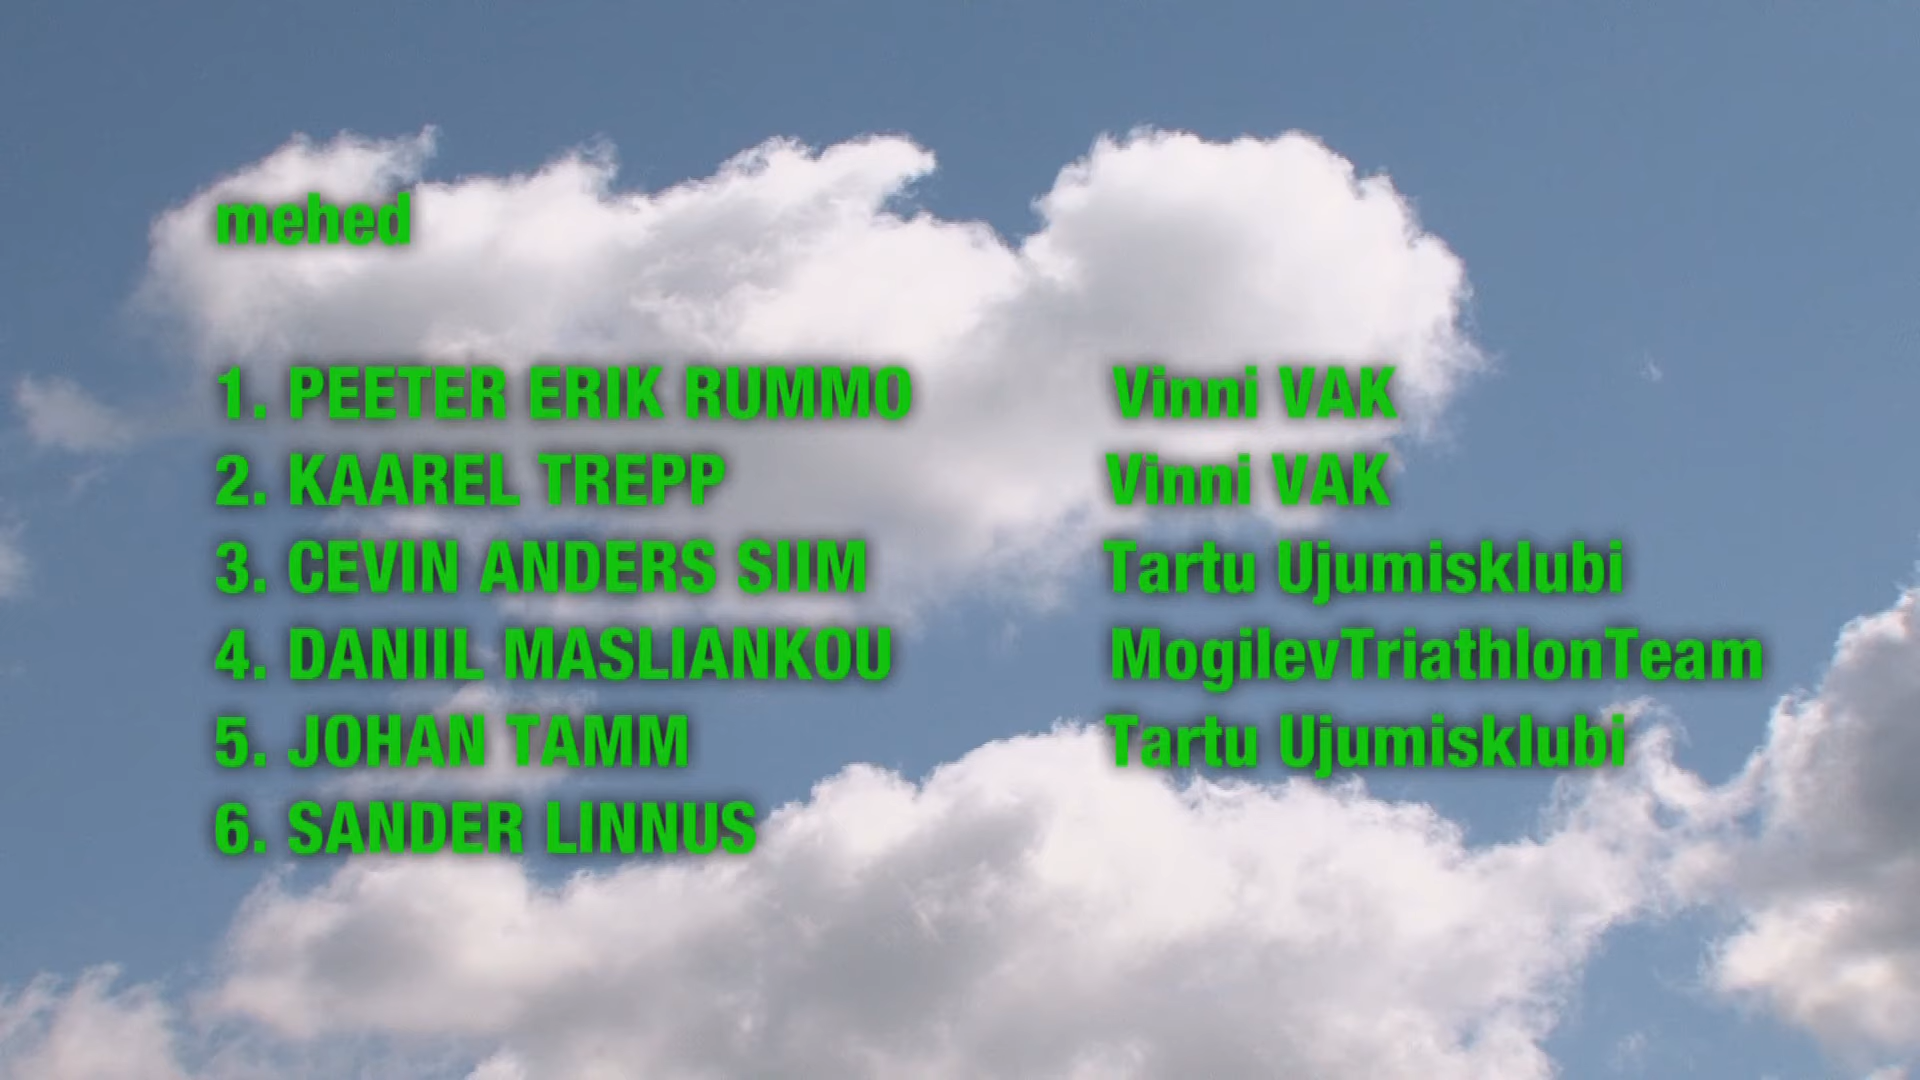 mehed
1. PEETER ERIK RUMMO Vinni VAK
2. KAAREL TREPP Vinni VAK
3. CEVIN ANDERS SIIM Tartu Ujumisklubi
4. DANIIL MASLIANKOU MogilevTriathlonTeam
5. JOHAN TAMM Tartu Ujumisklubi
6. SANDER LINNUS